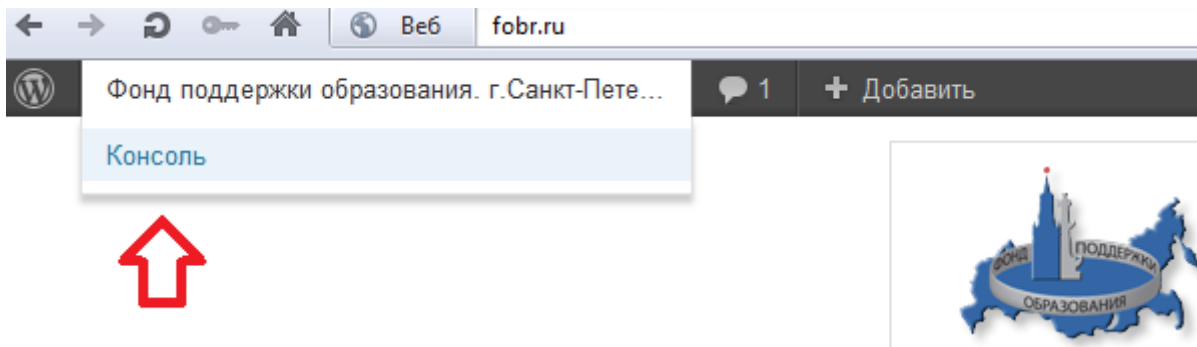 Веб fobr.ru
Фонд поддержки образования. г.Санкт-Пете... 1 + Добавить
Консоль
ФОНД ПОДДЕРЖКИ
ОБРАЗОВАНИЯ